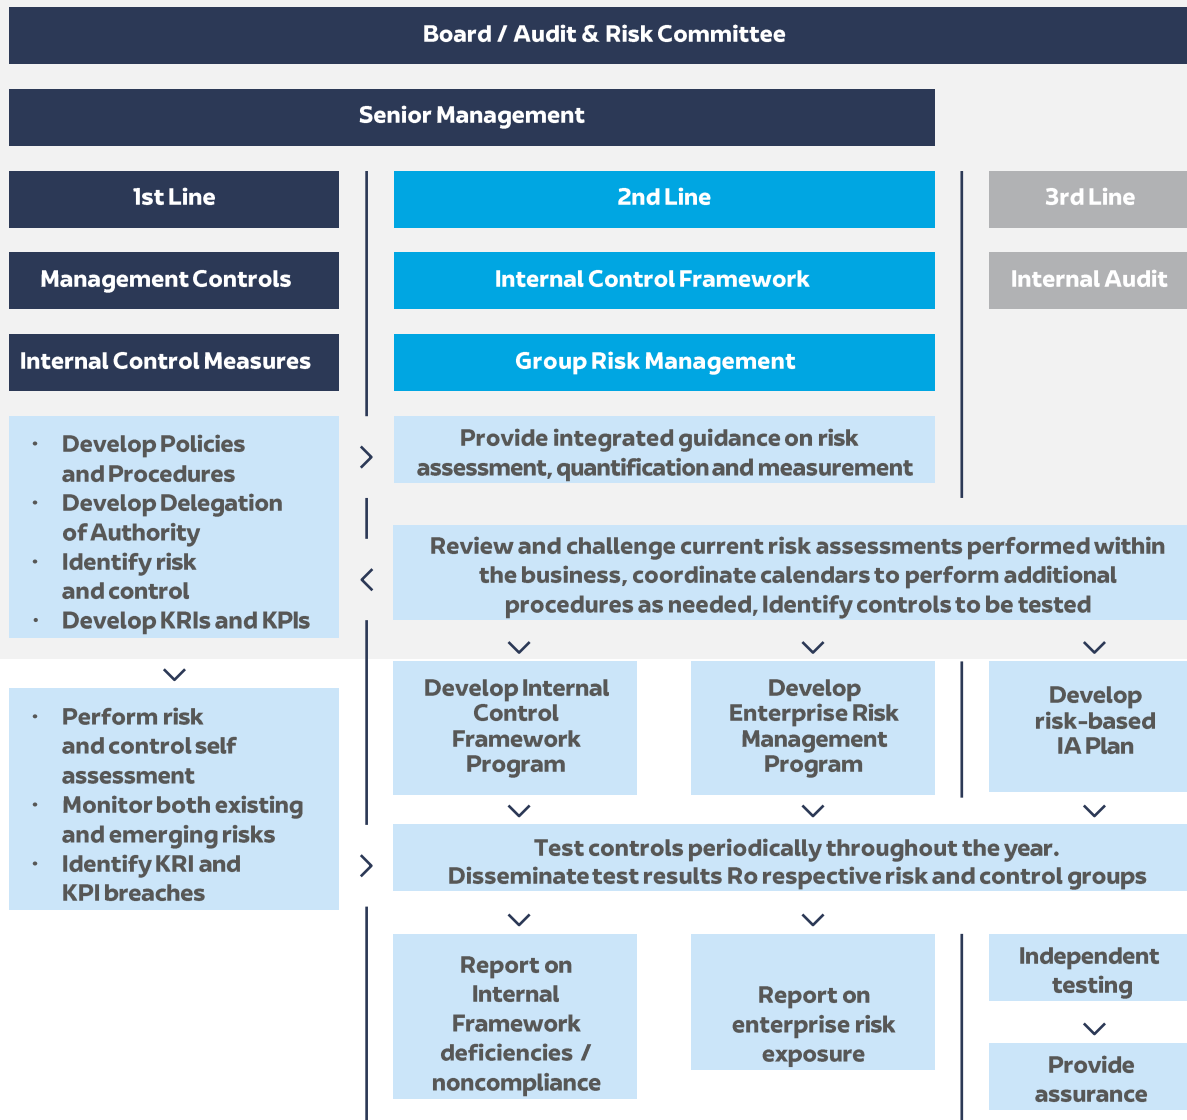 Board / Audit & Risk Committee
Senior Management
1st Line
2nd Line
3rd Line
Management Controls
Internal Control Framework
Internal Audit
Internal Control Measures
Group Risk Management
· Develop Policies
and Procedures
· Develop Delegation
of Authority
· Identify risk
and control
· Develop KRIs and KPIs
Provide integrated guidance on risk
assessment, quantification and measurement
Review and challenge current risk assessments performed within
the business, coordinate calendars to perform additional
procedures as needed, Identify controls to be tested
· Perform risk
and control self
assessment
· Monitor both existing
and emerging risks
· Identify KRI and
KPI breaches
Develop Internal
Control
Framework
Program
Develop
Enterprise Risk
Management
Program
Develop
risk-based
IA Plan
Test controls periodically throughout the year.
Disseminate test results Ro respective risk and control groups
Report on
Internal
Framework
deficiencies /
noncompliance
Report on
enterprise risk
exposure
Independent
testing
Provide
assurance